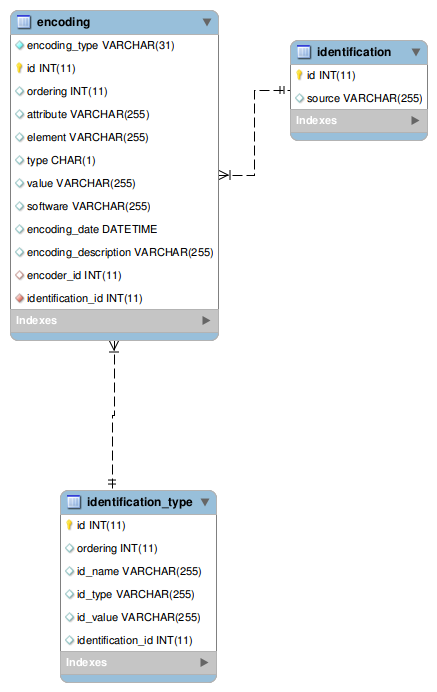 encoding
encoding_type VARCHAR(31)
id INT(11)
ordering INT(11)
attribute VARCHAR(255)
element VARCHAR(255)
type CHAR(1)
value VARCHAR(255)
software VARCHAR(255)
encoding_date DATETIME
encoding_description VARCHAR(255)
encoder_id INT(11)
identification_id INT(11)
Indexes
identification
id INT(11)
source VARCHAR(255)
Indexes
identification_type
id INT(11)
ordering INT(11)
id_name VARCHAR(255)
id_type VARCHAR(255)
id_value VARCHAR(255)
identification_id INT(11)
Indexes